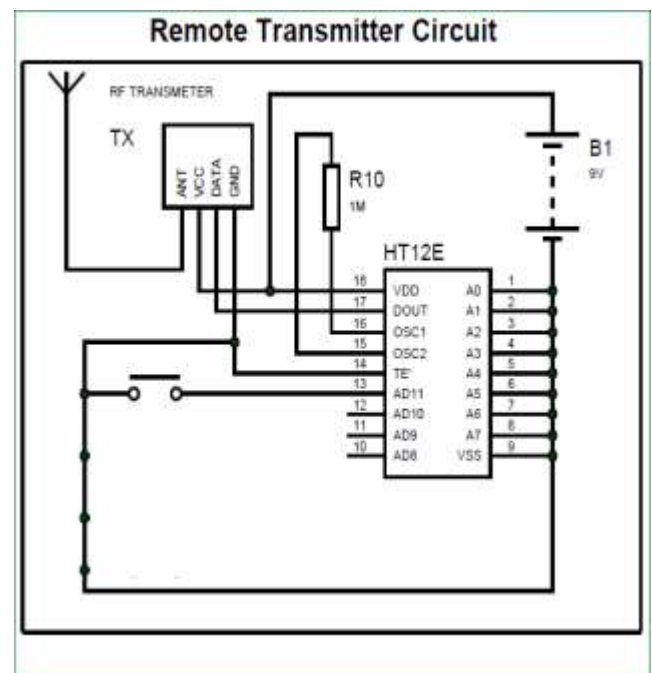 Remote Transmitter Circuit
RF TRANSMETER
TX
ANT
VCC
DATA
GND
R10
1M
B1
9V
HT12E
18 VDD A0 1
17 DOUT A1 2
16 OSC1 A2 3
15 OSC2 A3 4
14 TE' A4 5
13 AD11 A5 6
12 AD10 A6 7
11 AD9 A7 8
10 AD8 VSS 9